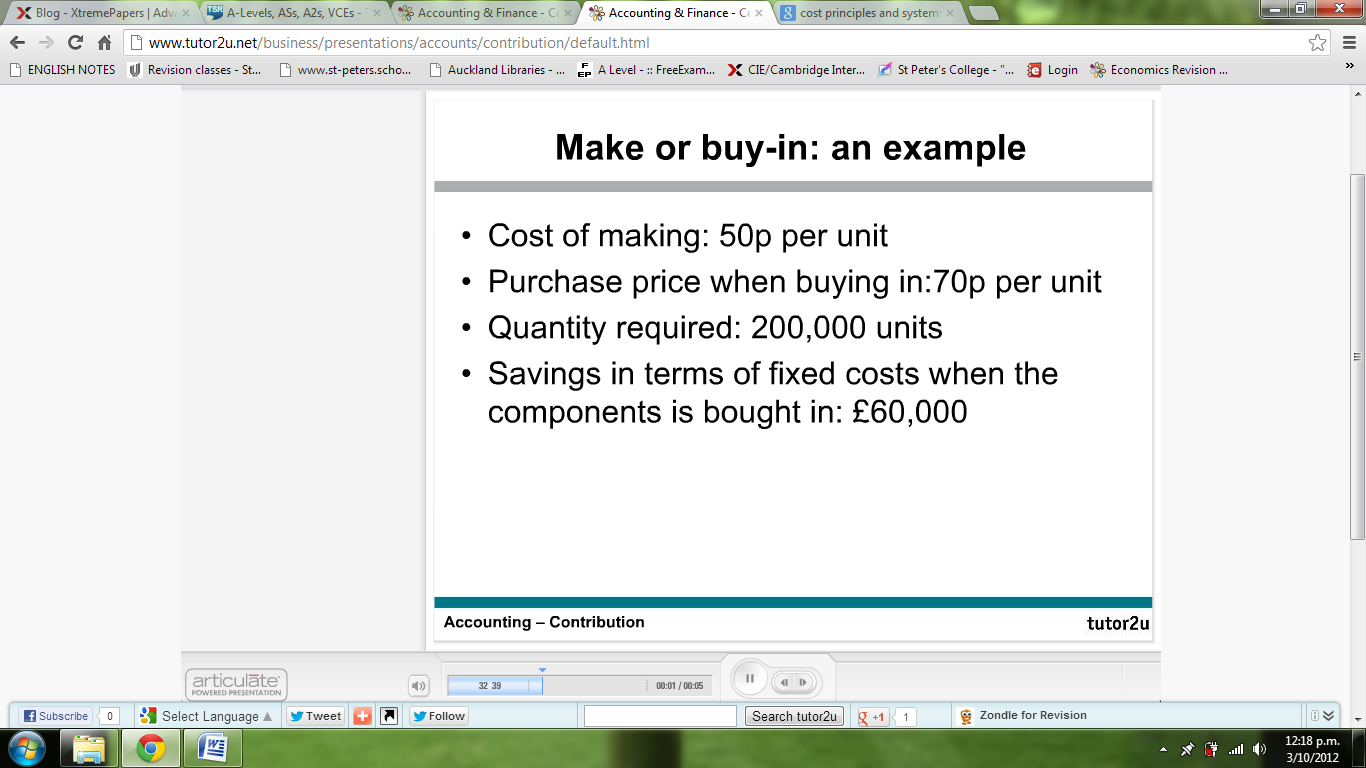 Blog - XtremePapers | Adva
A-Levels, ASs, A2s, VCEs - T
Accounting & Finance - Co
Accounting & Finance - Co
cost principles and system
www.tutor2u.net/business/presentations/accounts/contribution/default.html
ENGLISH NOTES
Revision classes - St...
www.st-peters.scho...
Auckland Libraries - ...
A Level - :: FreeExam...
CIE/Cambridge Inter...
St Peter's College - "...
Login
Economics Revision ...
Make or buy-in: an example
• Cost of making: 50p per unit
• Purchase price when buying in:70p per unit
• Quantity required: 200,000 units
• Savings in terms of fixed costs when the
components is bought in: £60,000
Accounting – Contribution
tutor2u
articulate
POWERED PRESENTATION
32 39
00:01 / 00:05
Subscribe
0
Select Language
Tweet
Follow
Search tutor2u
+1
1
Zondle for Revision
12:18 p.m.
3/10/2012